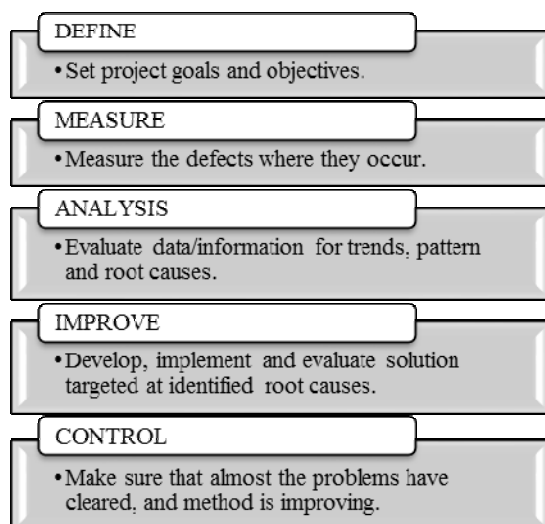 DEFINE
• Set project goals and objectives.
MEASURE
• Measure the defects where they occur.
ANALYSIS
• Evaluate data/information for trends, pattern
and root causes.
IMPROVE
• Develop, implement and evaluate solution
targeted at identified root causes.
CONTROL
• Make sure that almost the problems have
cleared, and method is improving.